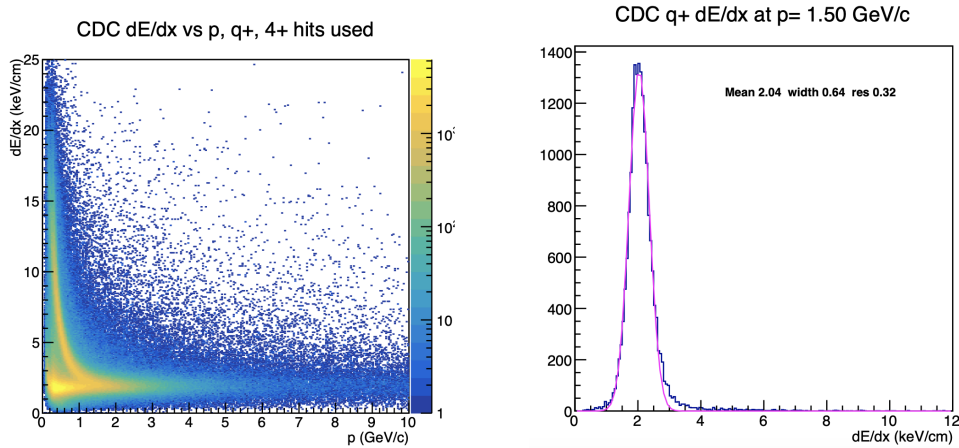 CDC dE/dx vs p, q+, 4+ hits used
dE/dx (keV/cm)
25
20
15
10
5
0
0 1 2 3 4 5 6 7 8 9 10
p (GeV/c)
10³
10²
10
1
CDC q+ dE/dx at p= 1.50 GeV/c
1400
1200
1000
800
600
400
200
0
Mean 2.04 width 0.64 res 0.32
0 2 4 6 8 10 12
dE/dx (keV/cm)